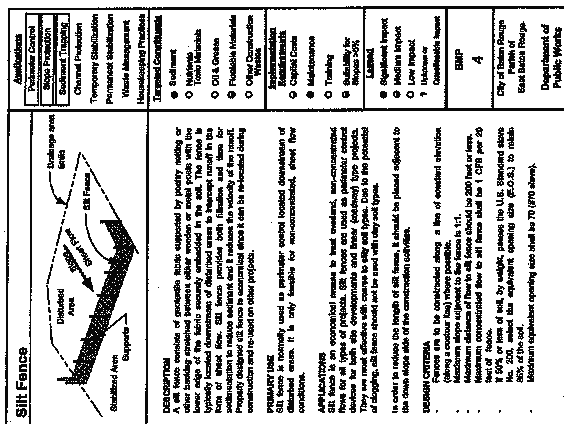 Silt Fence
Drainage area
limits
Silt Fence
Disturbed
Area
Sheet Flow
Stabilized Area
Supports
DESCRIPTION
A silt fence consists of geotextile fabric supported by poultry netting or
other backing stretched between either wooden or metal posts with the
lower edge of the fabric securely embedded in the soil. The fence is
typically located downstream of disturbed areas to intercept runoff in the
form of sheet flow. Silt fence provides both filtration and time for
sedimentation to reduce sediment and it reduces the velocity of the runoff.
Properly designed silt fence is economical since it can be re-located during
construction and re-used on other projects.
PRIMARY USE
Silt fence is normally used as perimeter control located downstream of
disturbed areas. It is only feasible for non-concentrated, sheet flow
conditions.
APPLICATIONS
Silt fence is an economical means to treat overland, non-concentrated
flows for all types of projects. Silt fences are used as perimeter control
devices for both site developments and linear (roadway) type projects.
They are most effective with coarse to silty soil types. Due to the potential
of clogging, silt fence should not be used with clay soil types.
In order to reduce the length of silt fence, it should be placed adjacent to
the down slope side of the construction activities.
DESIGN CRITERIA
- Fences are to be constructed along a line of constant elevation
(along a contour line) where possible.
- Maximum slope adjacent to the fence is 1:1.
- Maximum distance of flow to silt fence should be 200 feet or less.
- Maximum concentrated flow to silt fence shall be 1 CFS per 20
feet of fence.
- If 50% or less of soil, by weight, passes the U.S. Standard sieve
No. 200, select the equivalent opening size (E.O.S.) to retain
85% of the soil.
- Maximum equivalent opening size shall be 70 (#70 sieve).
Applications
Perimeter Control
Slope Protection
Sediment Trapping
Channel Protection
Temporary Stabilization
Permanent Stabilization
Waste Management
Housekeeping Practices
Targeted Constituents
Sediment
Nutrients
Toxic Materials
Oil & Grease
Floatable Materials
Other Construction
Wastes
Implementation
Requirements
Capital Costs
Maintenance
Training
Suitability for
Slopes >5%
Legend
Significant Impact
Medium Impact
Low Impact
? Unknown or
Questionable Impact
BMP
4
City of Baton Rouge
Parish of
East Baton Rouge
Department of
Public Works